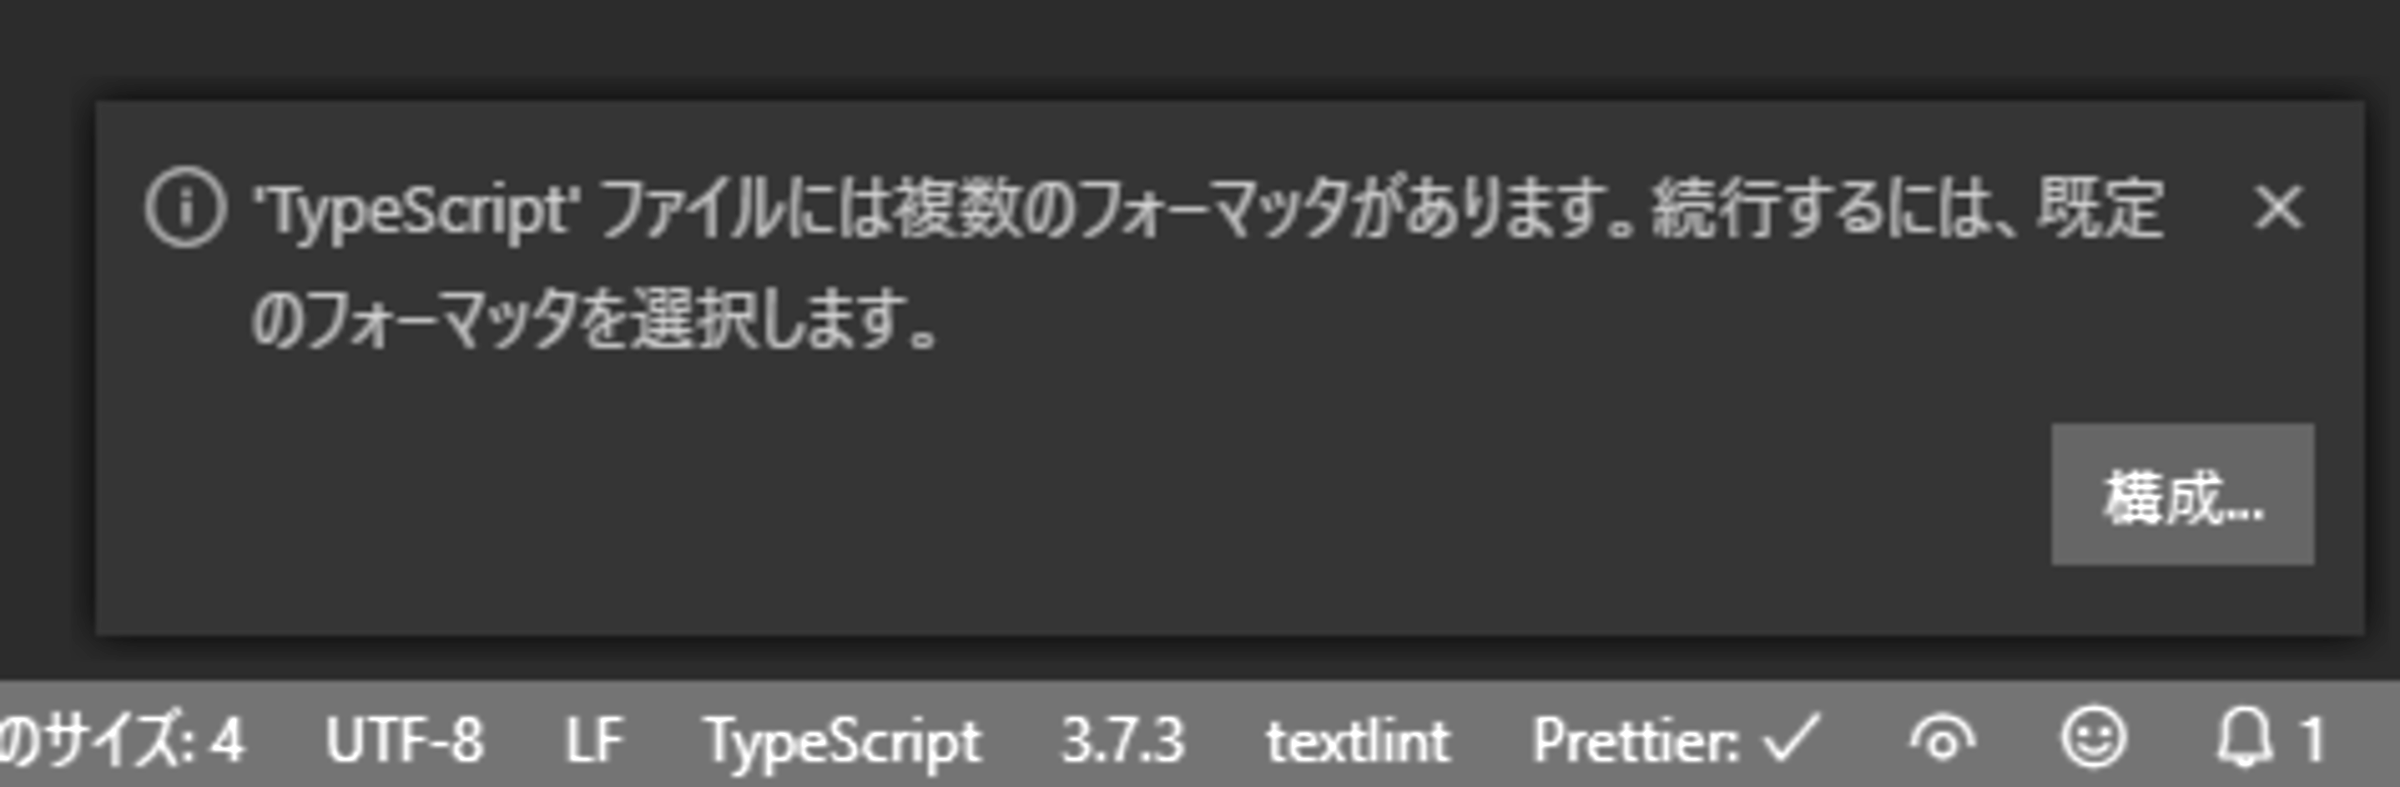 'TypeScript' ファイルには複数のフォーマッタがあります。続行するには、既定
のフォーマッタを選択します。
構成...
のサイズ: 4 UTF-8 LF TypeScript 3.7.3 textlint Prettier: ✓ 1